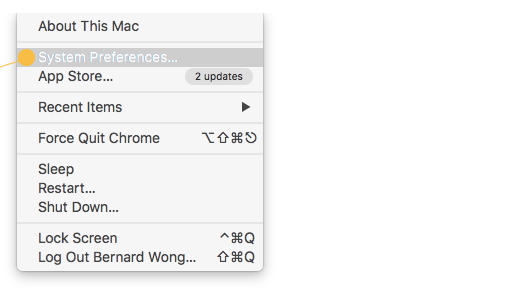 About This Mac
System Preferences...
App Store... 2 updates
Recent Items ▶
Force Quit Chrome ⌥⇧⌘⎋
Sleep
Restart...
Shut Down...
Lock Screen ^⌘Q
Log Out Bernard Wong... ⇧⌘Q